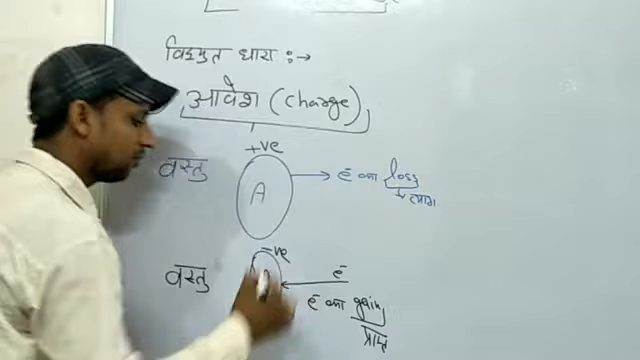 विद्युत धारा :→
आवेश (Charge)
+ve
वस्तु A → e⁻ का loss
त्याग
-ve
वस्तु e⁻
e⁻ का gain
प्राप्त